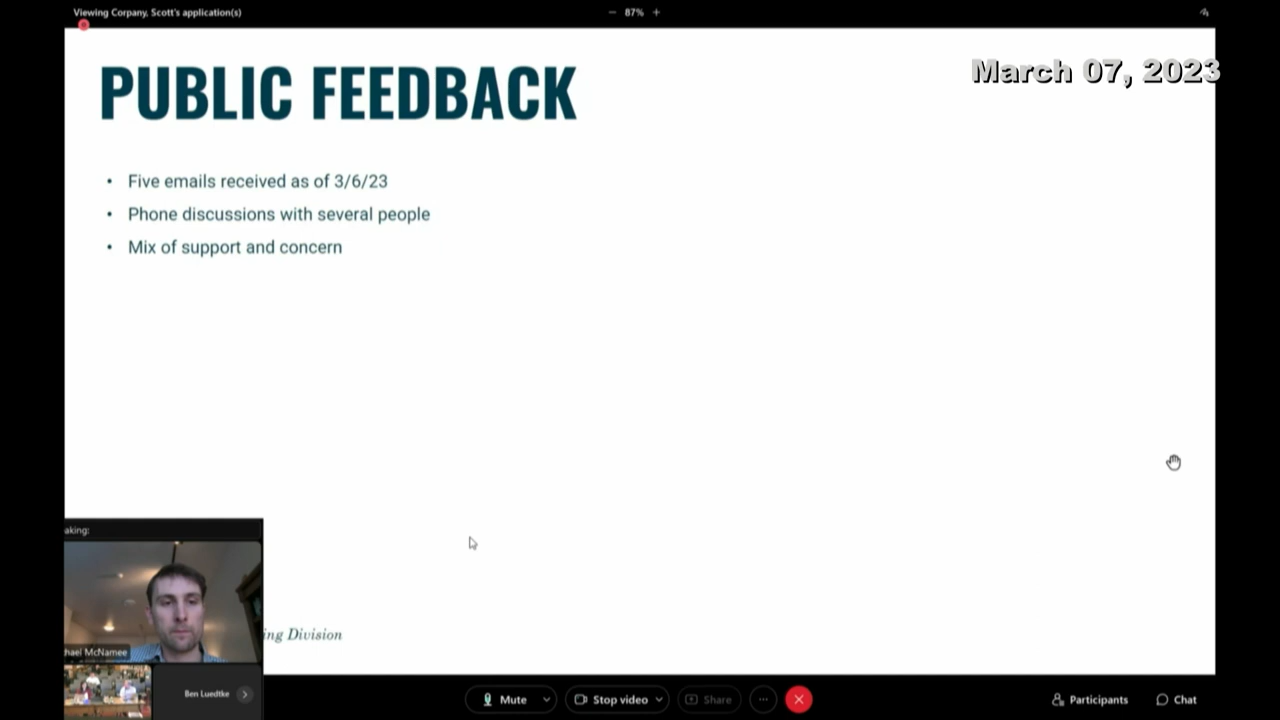 Viewing Corpany, Scott's application(s)
− 87% +
March 07, 2023
PUBLIC FEEDBACK
• Five emails received as of 3/6/23
• Phone discussions with several people
• Mix of support and concern
aking:
hael McNamee
ing Division
Ben Luedtke
Mute
Stop video
Share
Participants
Chat